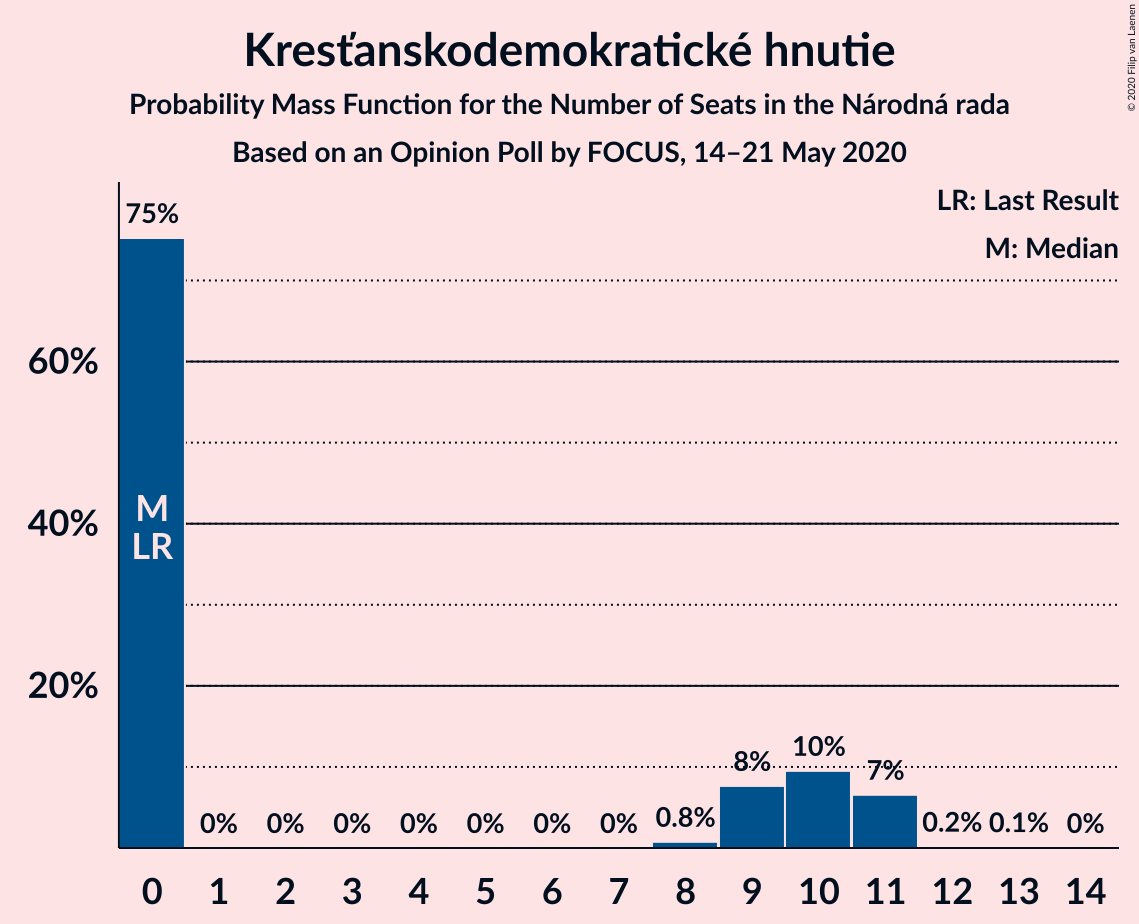 Kresťanskodemokratické hnutie
Probability Mass Function for the Number of Seats in the Národná rada
Based on an Opinion Poll by FOCUS, 14–21 May 2020
© 2020 Filip van Laenen
LR: Last Result
M: Median
60%
40%
20%
75%
M
LR
0%
0%
0%
0%
0%
0%
0%
0.8%
8%
10%
7%
0.2%
0.1%
0%
0 1 2 3 4 5 6 7 8 9 10 11 12 13 14